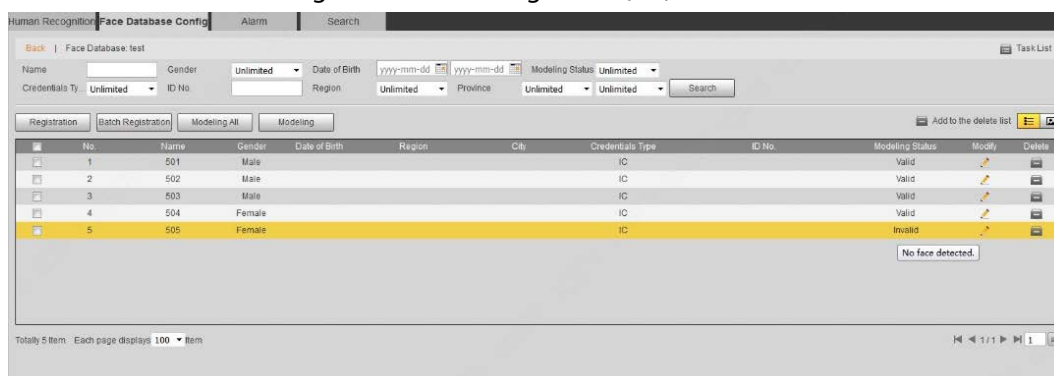 Human Recognition Face Database Config Alarm Search
Back | Face Database: test Task List
Name Gender Unlimited Date of Birth yyyy-mm-dd yyyy-mm-dd Modeling Status Unlimited
Credentials Ty... Unlimited ID No. Region Unlimited Province Unlimited Unlimited Search
Registration Batch Registration Modeling All Modeling Add to the delete list
No. Name Gender Date of Birth Region City Credentials Type ID No. Modeling Status Modify Delete
1 501 Male IC Valid
2 502 Male IC Valid
3 503 Male IC Valid
4 504 Female IC Valid
5 505 Female IC Invalid
No face detected.
Totally 5 Item Each page displays 100 Item 1/1 1